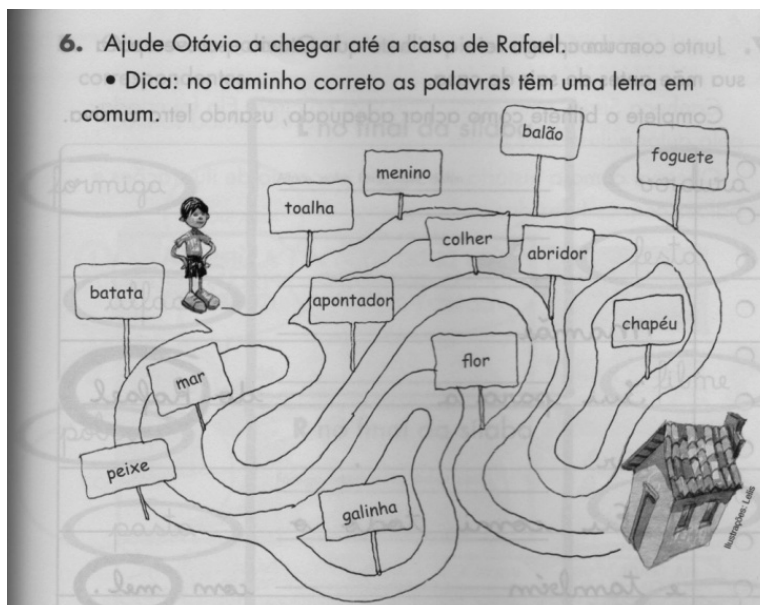 6. Ajude Otávio a chegar até a casa de Rafael.
• Dica: no caminho correto as palavras têm uma letra em
comum.
balão
foguete
menino
toalha
colher
abridor
batata
apontador
chapéu
mar
flor
peixe
galinha
Ilustrações: Lelis